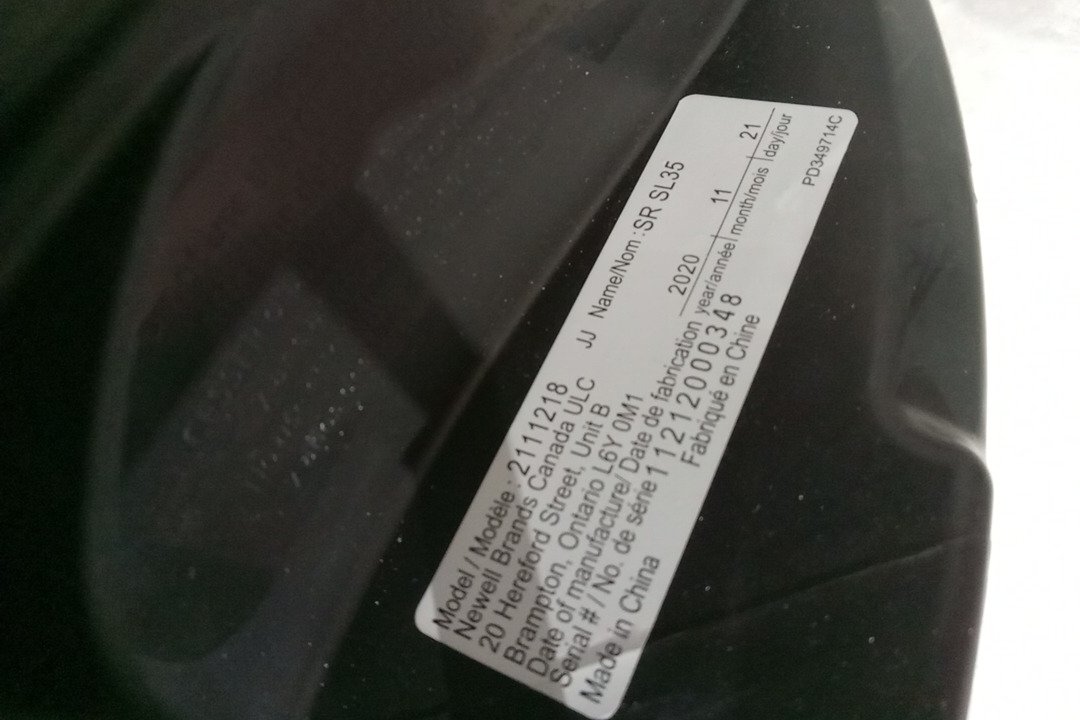 Model / Modèle : 2111218 JJ Name/Nom : SR SL35
Newell Brands Canada ULC
20 Hereford Street, Unit B
Brampton, Ontario L6Y 0M1 2020 11 21
Date of manufacture/ Date de fabrication year/année month/mois day/jour
Serial # / No. de série 11212000348
Made in China Fabriqué en Chine PD349714C